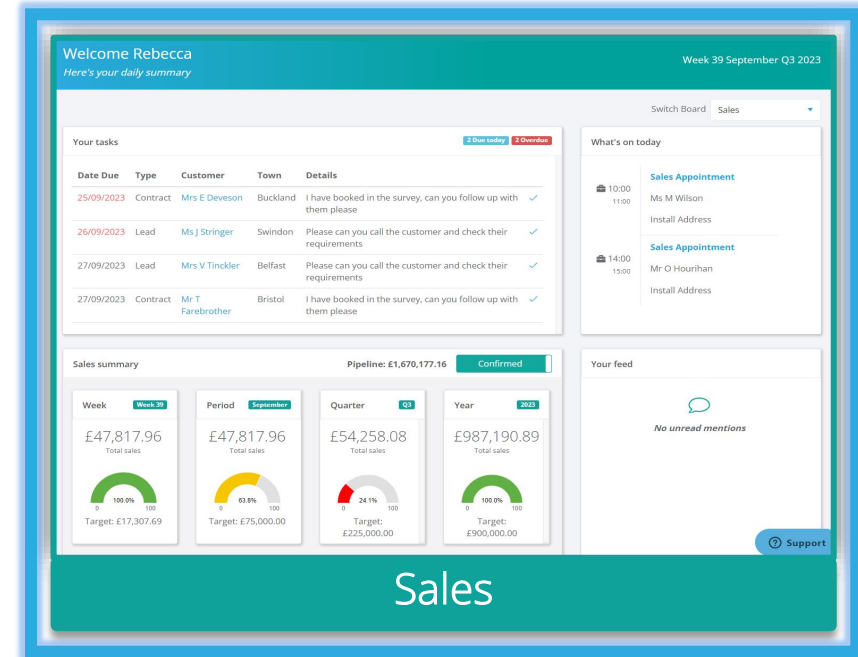 Welcome Rebecca
Here's your daily summary
Week 39 September Q3 2023
Switch Board Sales
Your tasks 2 Due today 2 Overdue
Date Due Type Customer Town Details
25/09/2023 Contract Mrs E Deveson Buckland I have booked in the survey, can you follow up with
them please
26/09/2023 Lead Ms J Stringer Swindon Please can you call the customer and check their
requirements
27/09/2023 Lead Mrs V Tinckler Belfast Please can you call the customer and check their
requirements
27/09/2023 Contract Mr T Bristol I have booked in the survey, can you follow up with
Farebrother them please
What's on today
Sales Appointment
10:00
11:00
Ms M Wilson
Install Address
Sales Appointment
14:00
15:00
Mr O Hourihan
Install Address
Sales summary Pipeline: £1,670,177.16 Confirmed
Week Week 39
£47,817.96
Total sales
100.0%
0 100
Target: £17,307.69
Period September
£47,817.96
Total sales
63.8%
0 100
Target: £75,000.00
Quarter Q3
£54,258.08
Total sales
24.1%
0 100
Target:
£225,000.00
Year 2023
£987,190.89
Total sales
100.0%
0 100
Target:
£900,000.00
Your feed
No unread mentions
Support
Sales